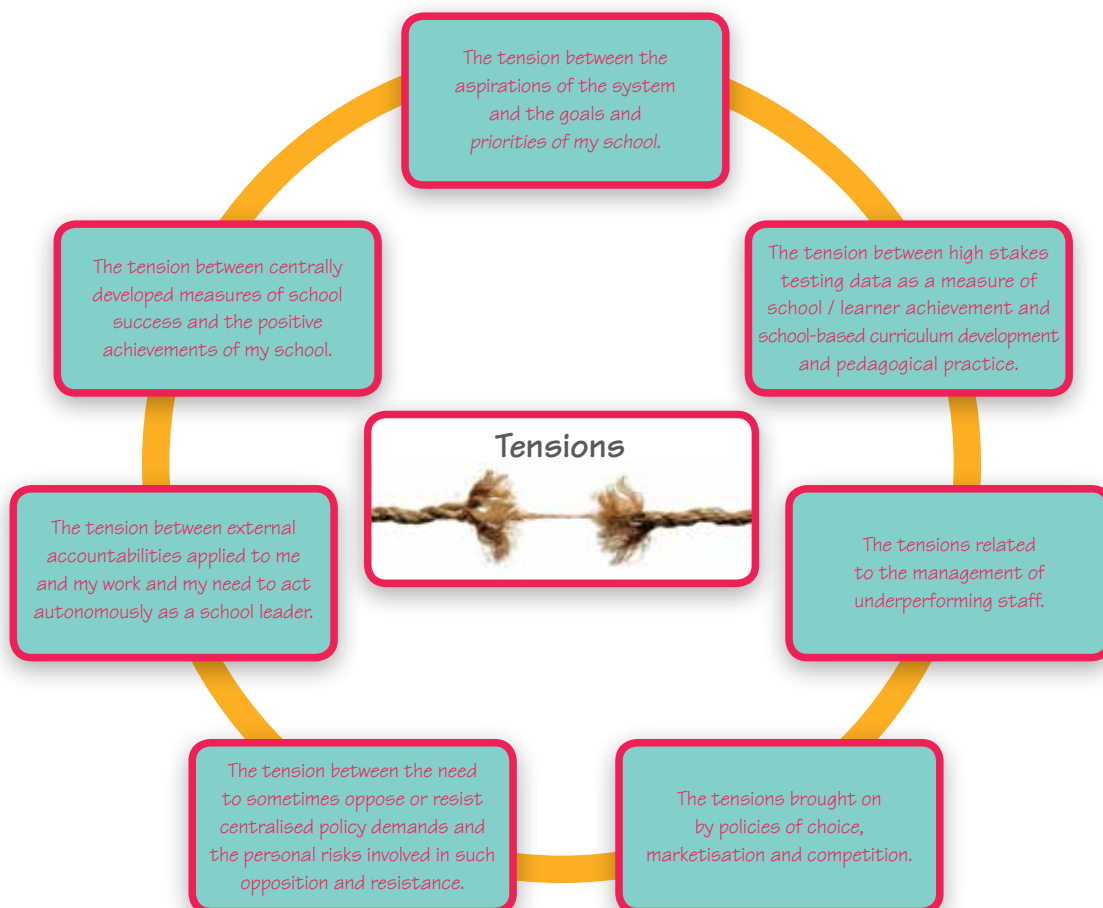 The tension between the
aspirations of the system
and the goals and
priorities of my school.
The tension between high stakes
testing data as a measure of
school / learner achievement and
school-based curriculum development
and pedagogical practice.
The tensions related
to the management of
underperforming staff.
The tensions brought on
by policies of choice,
marketisation and competition.
The tension between the need
to sometimes oppose or resist
centralised policy demands and
the personal risks involved in such
opposition and resistance.
The tension between external
accountabilities applied to me
and my work and my need to act
autonomously as a school leader.
The tension between centrally
developed measures of school
success and the positive
achievements of my school.
Tensions